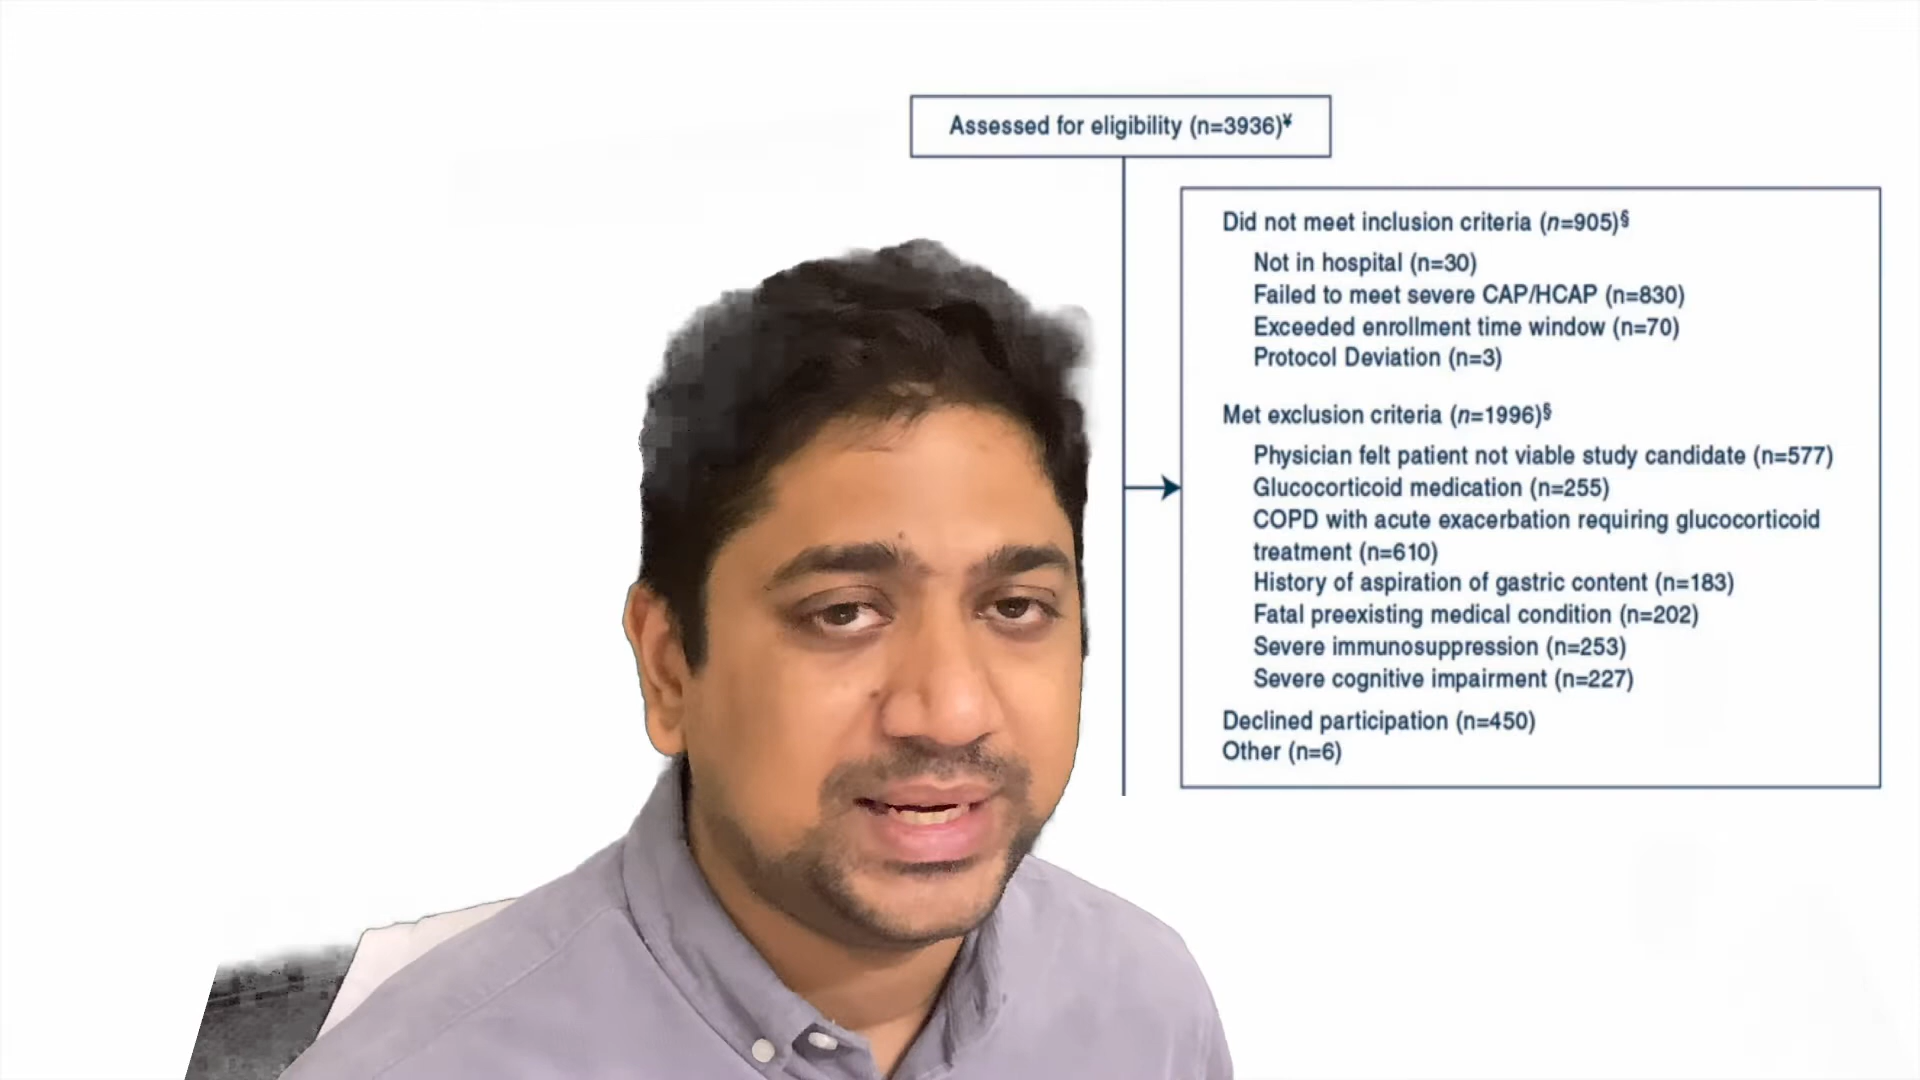 Assessed for eligibility (n=3936)¥
Did not meet inclusion criteria (n=905)§
Not in hospital (n=30)
Failed to meet severe CAP/HCAP (n=830)
Exceeded enrollment time window (n=70)
Protocol Deviation (n=3)
Met exclusion criteria (n=1996)§
Physician felt patient not viable study candidate (n=577)
Glucocorticoid medication (n=255)
COPD with acute exacerbation requiring glucocorticoid
treatment (n=610)
History of aspiration of gastric content (n=183)
Fatal preexisting medical condition (n=202)
Severe immunosuppression (n=253)
Severe cognitive impairment (n=227)
Declined participation (n=450)
Other (n=6)